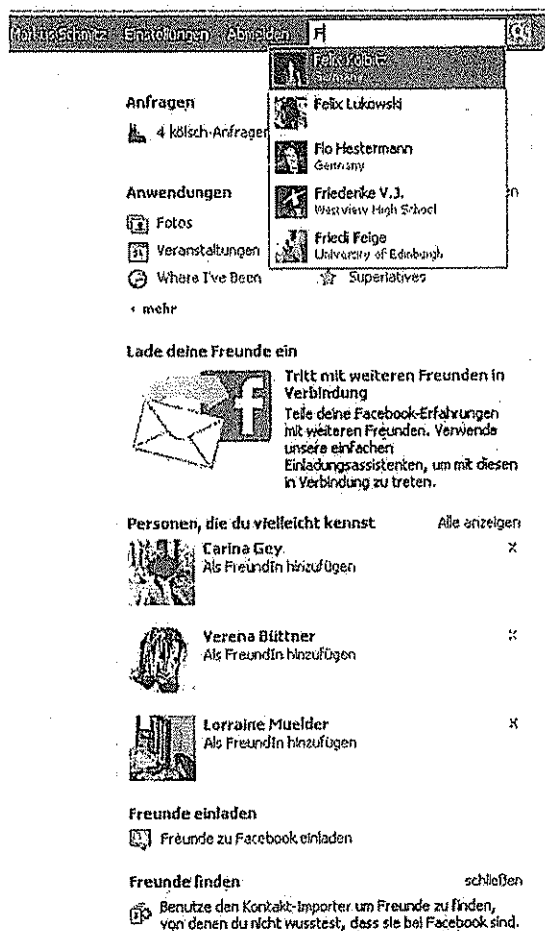 Einstellungen Abmelden F
Felix
Germany
Felix Lukowski
Flo Hestermann
Germany
Friederike V.J.
Westview High School
Friedi Feige
University of Edinburgh
Anfragen
4 kölsch-Anfragen
Anwendungen
Fotos
Veranstaltungen
Where I've Been
Superlatives
mehr
Lade deine Freunde ein
Tritt mit weiteren Freunden in
Verbindung
Teile deine Facebook-Erfahrungen
mit weiteren Freunden. Verwende
unsere einfachen
Einladungsassistenten, um mit diesen
in Verbindung zu treten.
Personen, die du vielleicht kennst Alle anzeigen
Carina Gey x
Als FreundIn hinzufügen
Verena Büttner x
Als FreundIn hinzufügen
Lorraine Muelder x
Als FreundIn hinzufügen
Freunde einladen
Freunde zu Facebook einladen
Freunde finden schließen
Benutze den Kontakt-Importer um Freunde zu finden,
von denen du nicht wusstest, dass sie bei Facebook sind.